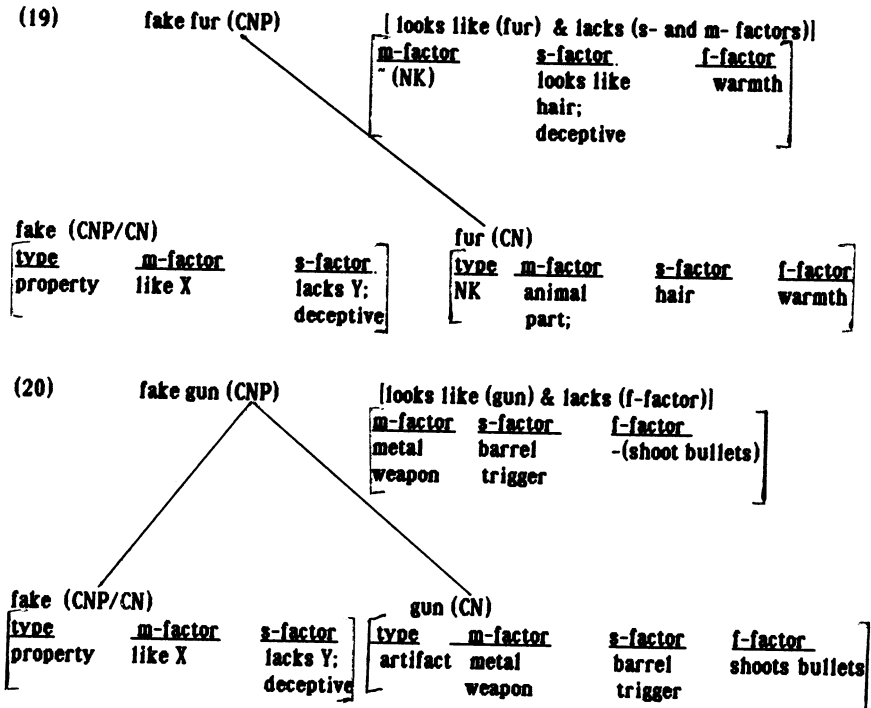 (19) fake fur (CNP) [looks like (fur) & lacks (s- and m- factors)]
m-factor s-factor f-factor
~(NK) looks like warmth
hair;
deceptive
fake (CNP/CN) fur (CN)
type m-factor s-factor type m-factor s-factor f-factor
property like X lacks Y; NK animal hair warmth
deceptive part;
(20) fake gun (CNP) [looks like (gun) & lacks (f-factor)]
m-factor s-factor f-factor
metal barrel -(shoot bullets)
weapon trigger
fake (CNP/CN) gun (CN)
type m-factor s-factor type m-factor s-factor f-factor
property like X lacks Y; artifact metal barrel shoots bullets
deceptive weapon trigger